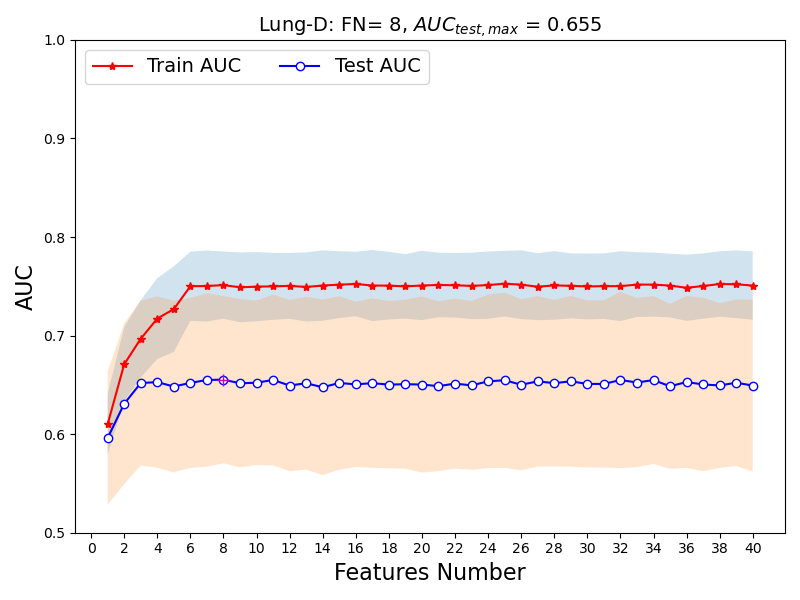 Lung-D: FN= 8, AUC_test,max = 0.655
Train AUC
Test AUC
AUC
1.0
0.9
0.8
0.7
0.6
0.5
0 2 4 6 8 10 12 14 16 18 20 22 24 26 28 30 32 34 36 38 40
Features Number